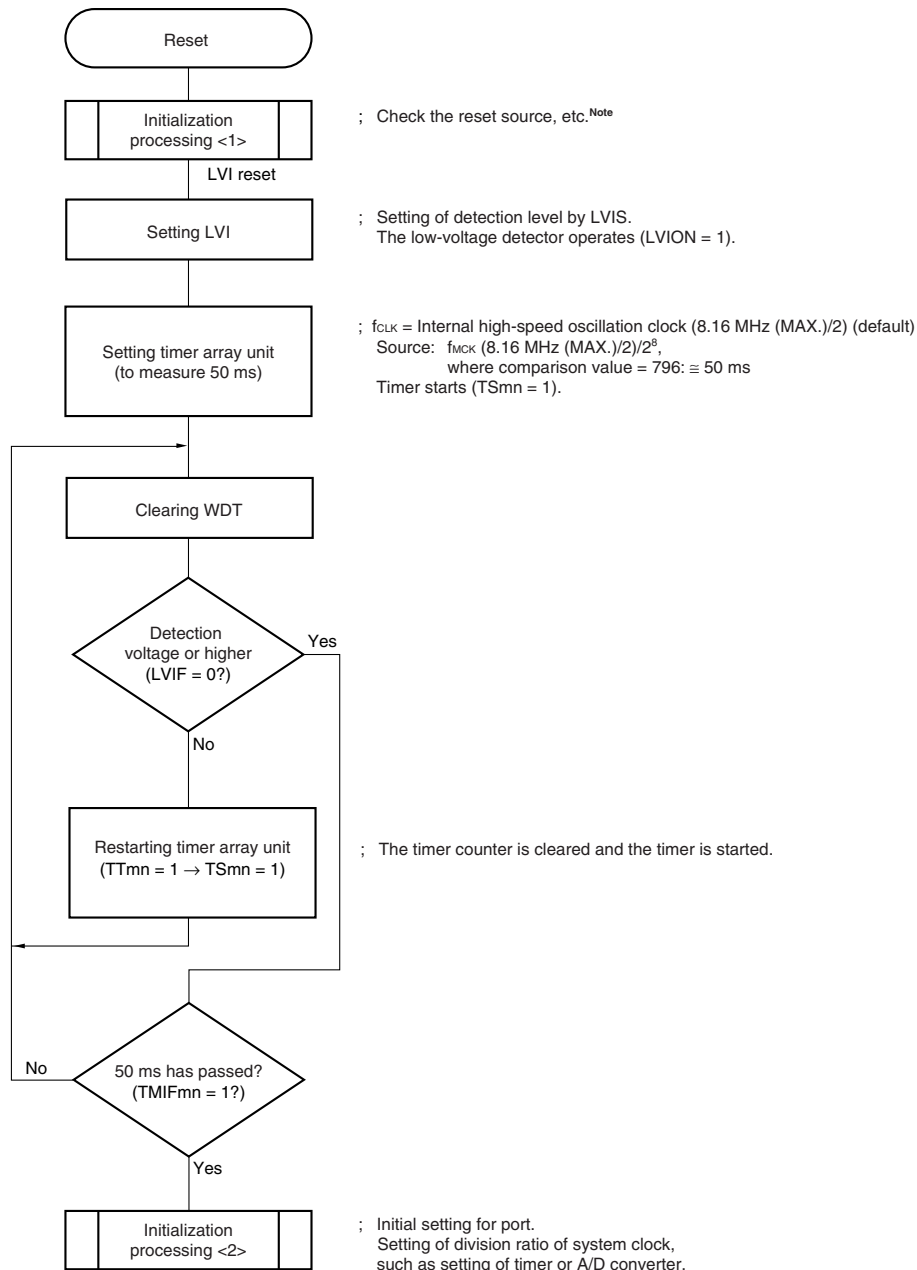 Reset
Initialization
processing <1>
; Check the reset source, etc.Note
LVI reset
Setting LVI
; Setting of detection level by LVIS.
The low-voltage detector operates (LVION = 1).
Setting timer array unit
(to measure 50 ms)
; fCLK = Internal high-speed oscillation clock (8.16 MHz (MAX.)/2) (default)
Source: fMCK (8.16 MHz (MAX.)/2)/2⁸,
where comparison value = 796: ≅ 50 ms
Timer starts (TSmn = 1).
Clearing WDT
Detection
voltage or higher
(LVIF = 0?)
Yes
No
Restarting timer array unit
(TTmn = 1 → TSmn = 1)
; The timer counter is cleared and the timer is started.
50 ms has passed?
(TMIFmn = 1?)
No
Yes
Initialization
processing <2>
; Initial setting for port.
Setting of division ratio of system clock,
such as setting of timer or A/D converter.